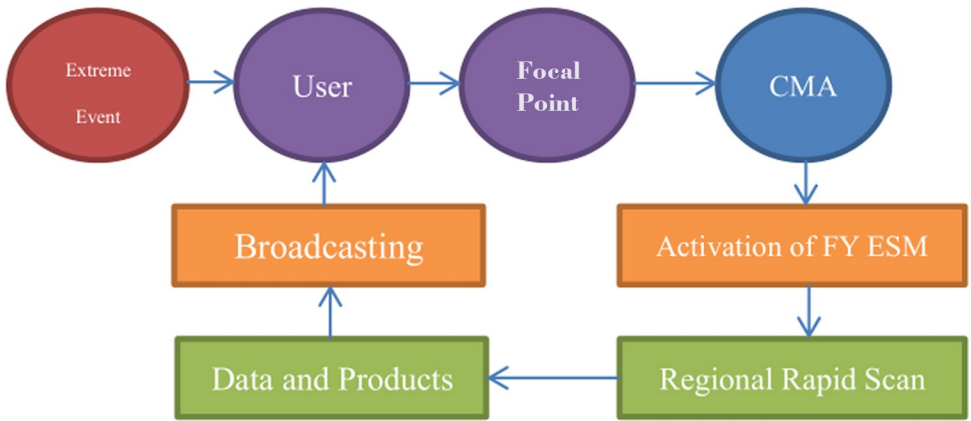 Extreme
Event
User
Focal
Point
CMA
Broadcasting
Activation of FY ESM
Data and Products
Regional Rapid Scan